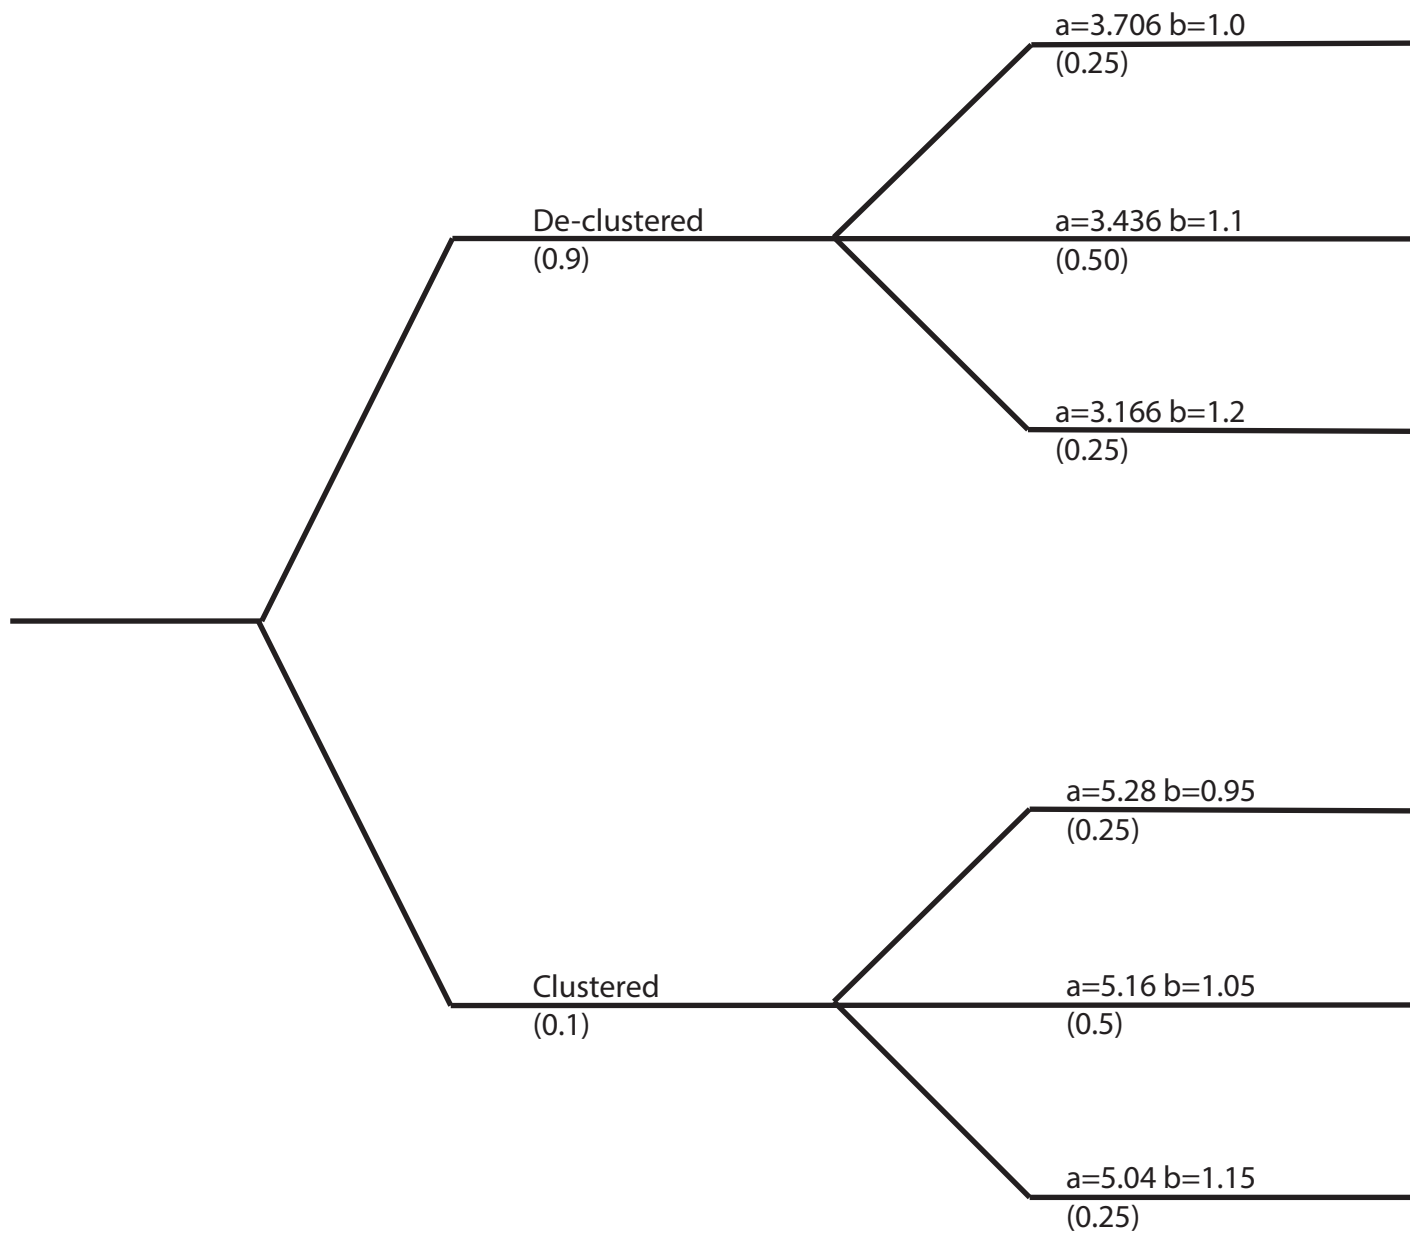 a=3.706 b=1.0
(0.25)
De-clustered
(0.9)
a=3.436 b=1.1
(0.50)
a=3.166 b=1.2
(0.25)
a=5.28 b=0.95
(0.25)
Clustered
(0.1)
a=5.16 b=1.05
(0.5)
a=5.04 b=1.15
(0.25)